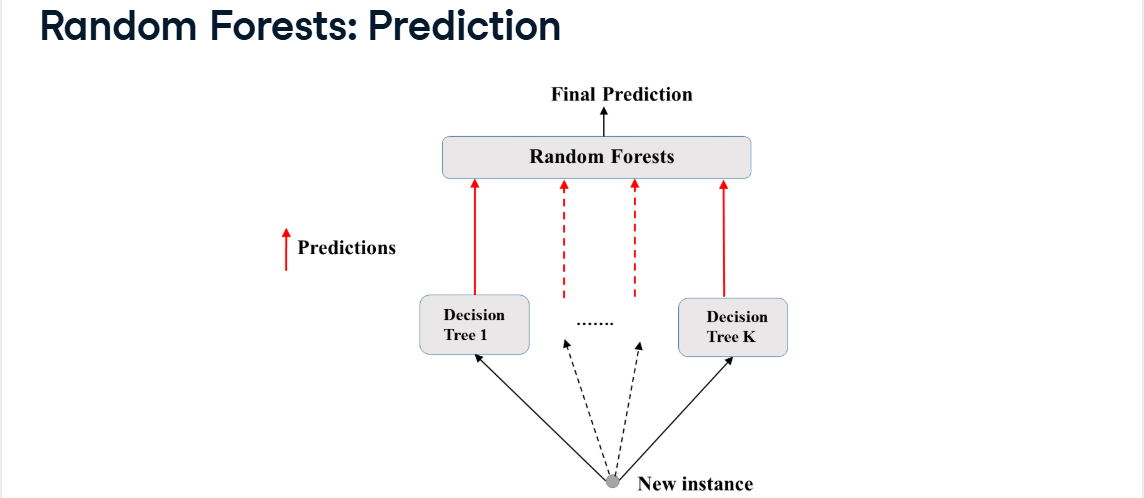 Random Forests: Prediction
Final Prediction
Random Forests
Predictions
Decision
Tree 1
.......
Decision
Tree K
New instance